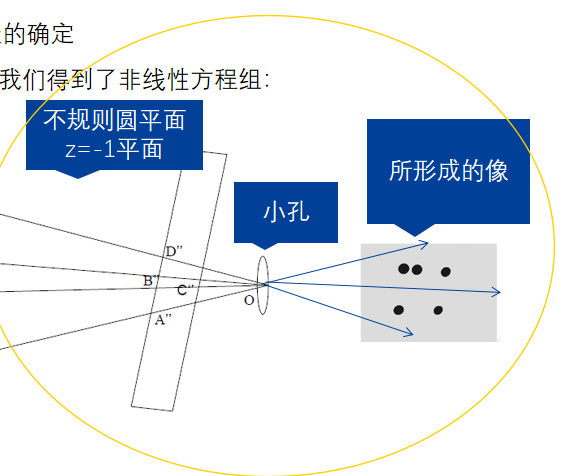 的确定
我们得到了非线性方程组：
不规则圆平面
z=-1平面
所形成的像
小孔
D"
B"
C"
O
A"